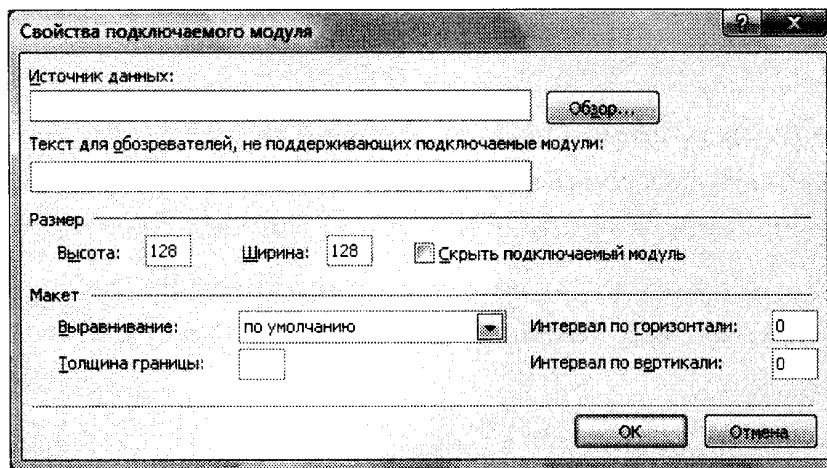 Свойства подключаемого модуля
Источник данных:
Обзор...
Текст для обозревателей, не поддерживающих подключаемые модули:
Размер
Высота: 128 Ширина: 128 Скрыть подключаемый модуль
Макет
Выравнивание: по умолчанию Интервал по горизонтали: 0
Толщина границы: Интервал по вертикали: 0
ОК Отмена